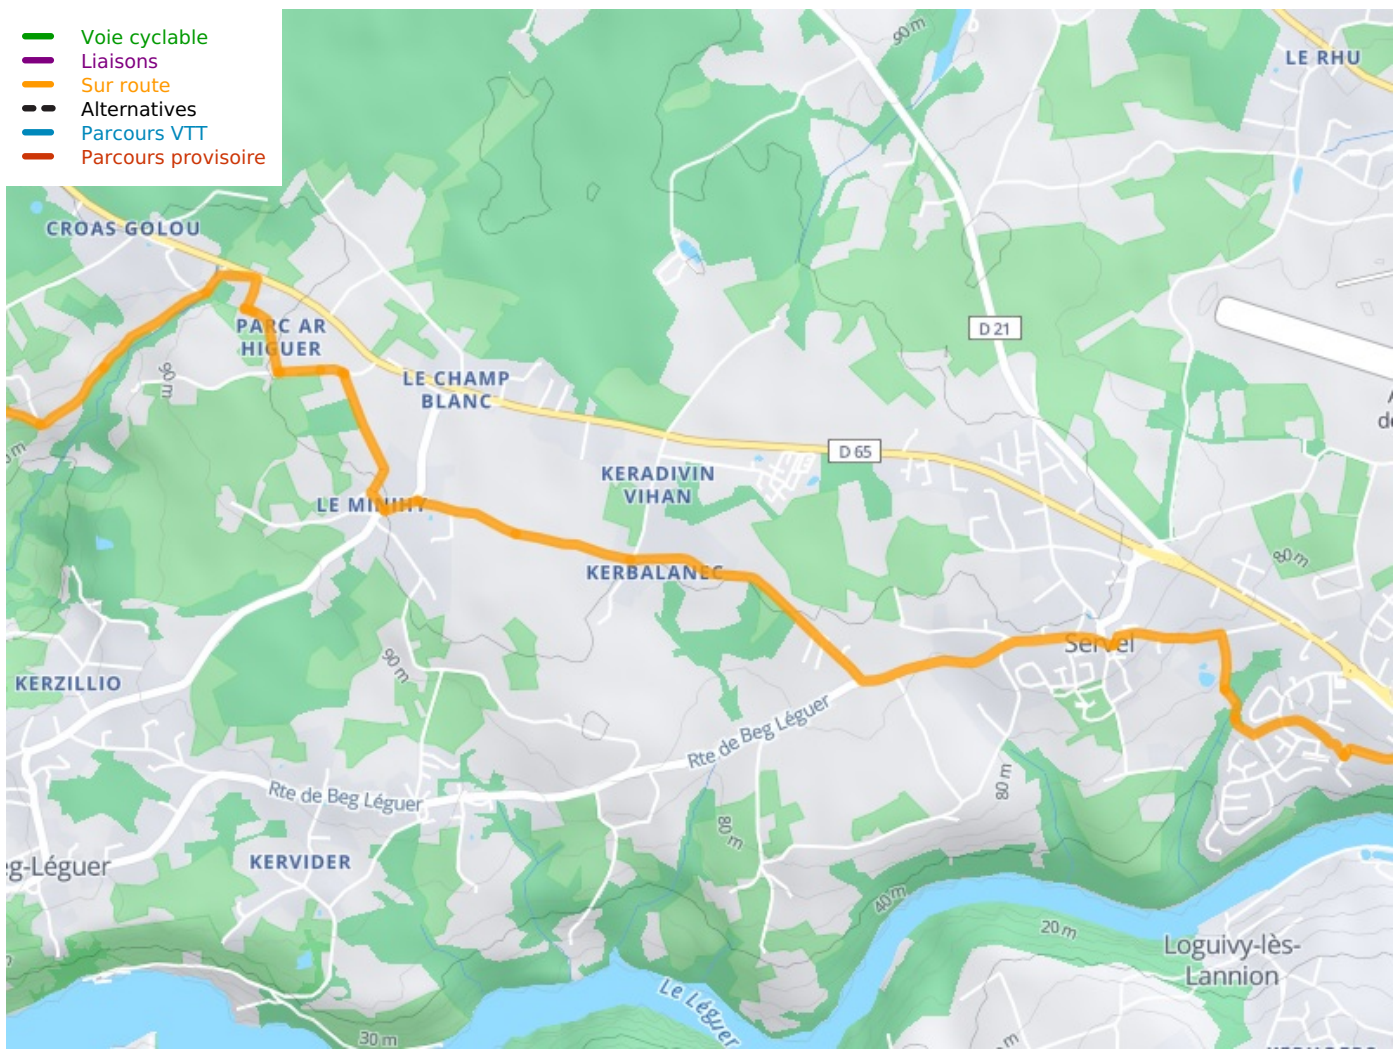 Voie cyclable
Liaisons
Sur route
Alternatives
Parcours VTT
Parcours provisoire
90 m
LE RHU
CROAS GOLOU
PARC AR
HIGUER
D 21
90 m
LE CHAMP
BLANC
D 65
KERADIVIN
VIHAN
LE MINIHY
80 m
KERBALANEC
Servel
90 m
KERZILLIO
Rte de Beg Léguer
80 m
Rte de Beg Léguer
80 m
KERVIDER
eg-Léguer
40 m
20 m
Loguivy-lès-
Lannion
Le Léguer
30 m